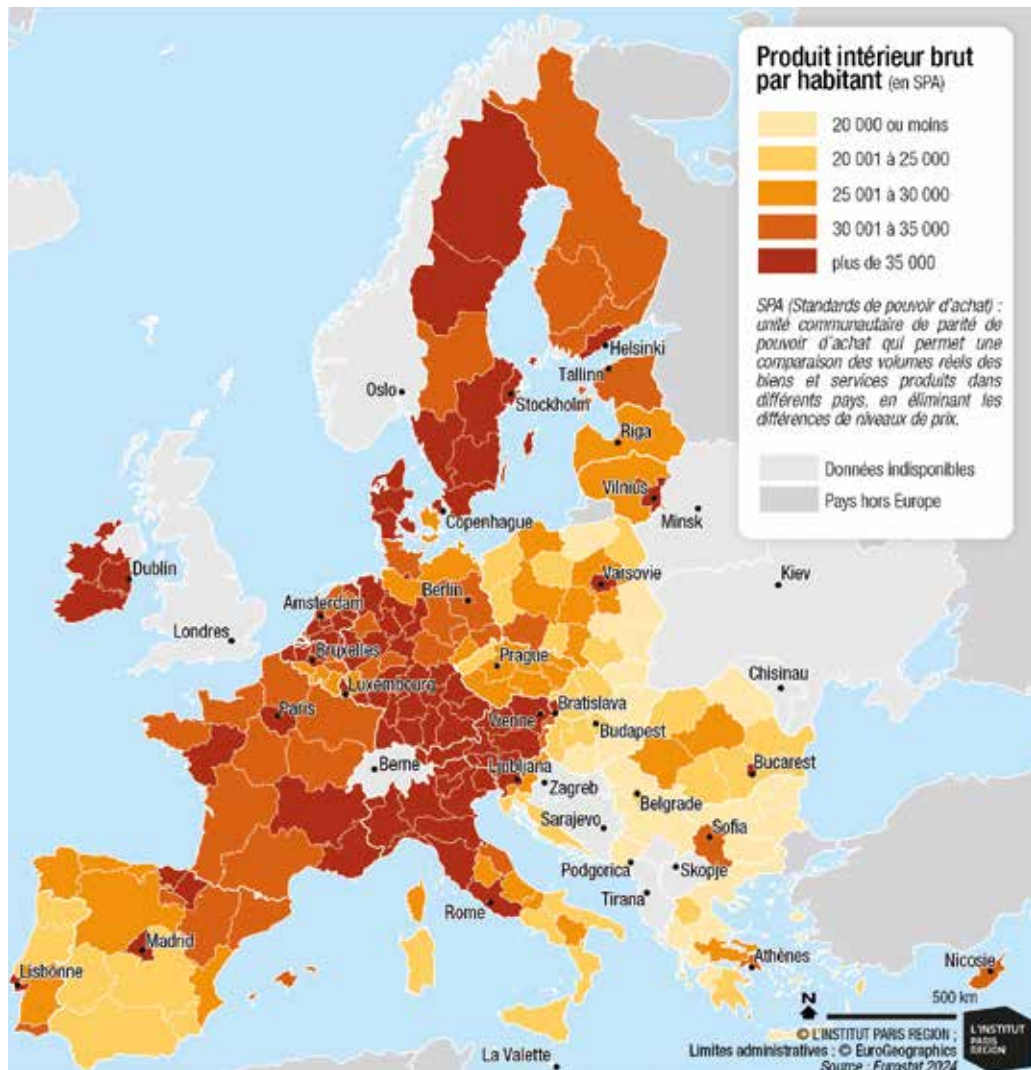 Produit intérieur brut
par habitant (en SPA)
20 000 ou moins
20 001 à 25 000
25 001 à 30 000
30 001 à 35 000
plus de 35 000
SPA (Standards de pouvoir d'achat) :
unité communautaire de parité de
pouvoir d'achat qui permet une
comparaison des volumes réels des
biens et services produits dans
différents pays, en éliminant les
différences de niveaux de prix.
Données indisponibles
Pays hors Europe
Helsinki
Tallinn
Oslo
Stockholm
Riga
Vilnius
Minsk
Copenhague
Dublin
Varsovie
Kiev
Berlin
Amsterdam
Londres
Bruxelles
Prague
Luxembourg
Chisinau
Paris
Bratislava
Vienne
Budapest
Berne
Ljubljana
Zagreb
Bucarest
Belgrade
Sarajevo
Sofia
Podgorica
Skopje
Tirana
Rome
Madrid
Lisbonne
Athènes
Nicosie
N
500 km
La Valette
© L'INSTITUT PARIS REGION ;
Limites administratives : © EuroGeographics
Source : Eurostat 2024
L'INSTITUT
PARIS
REGION